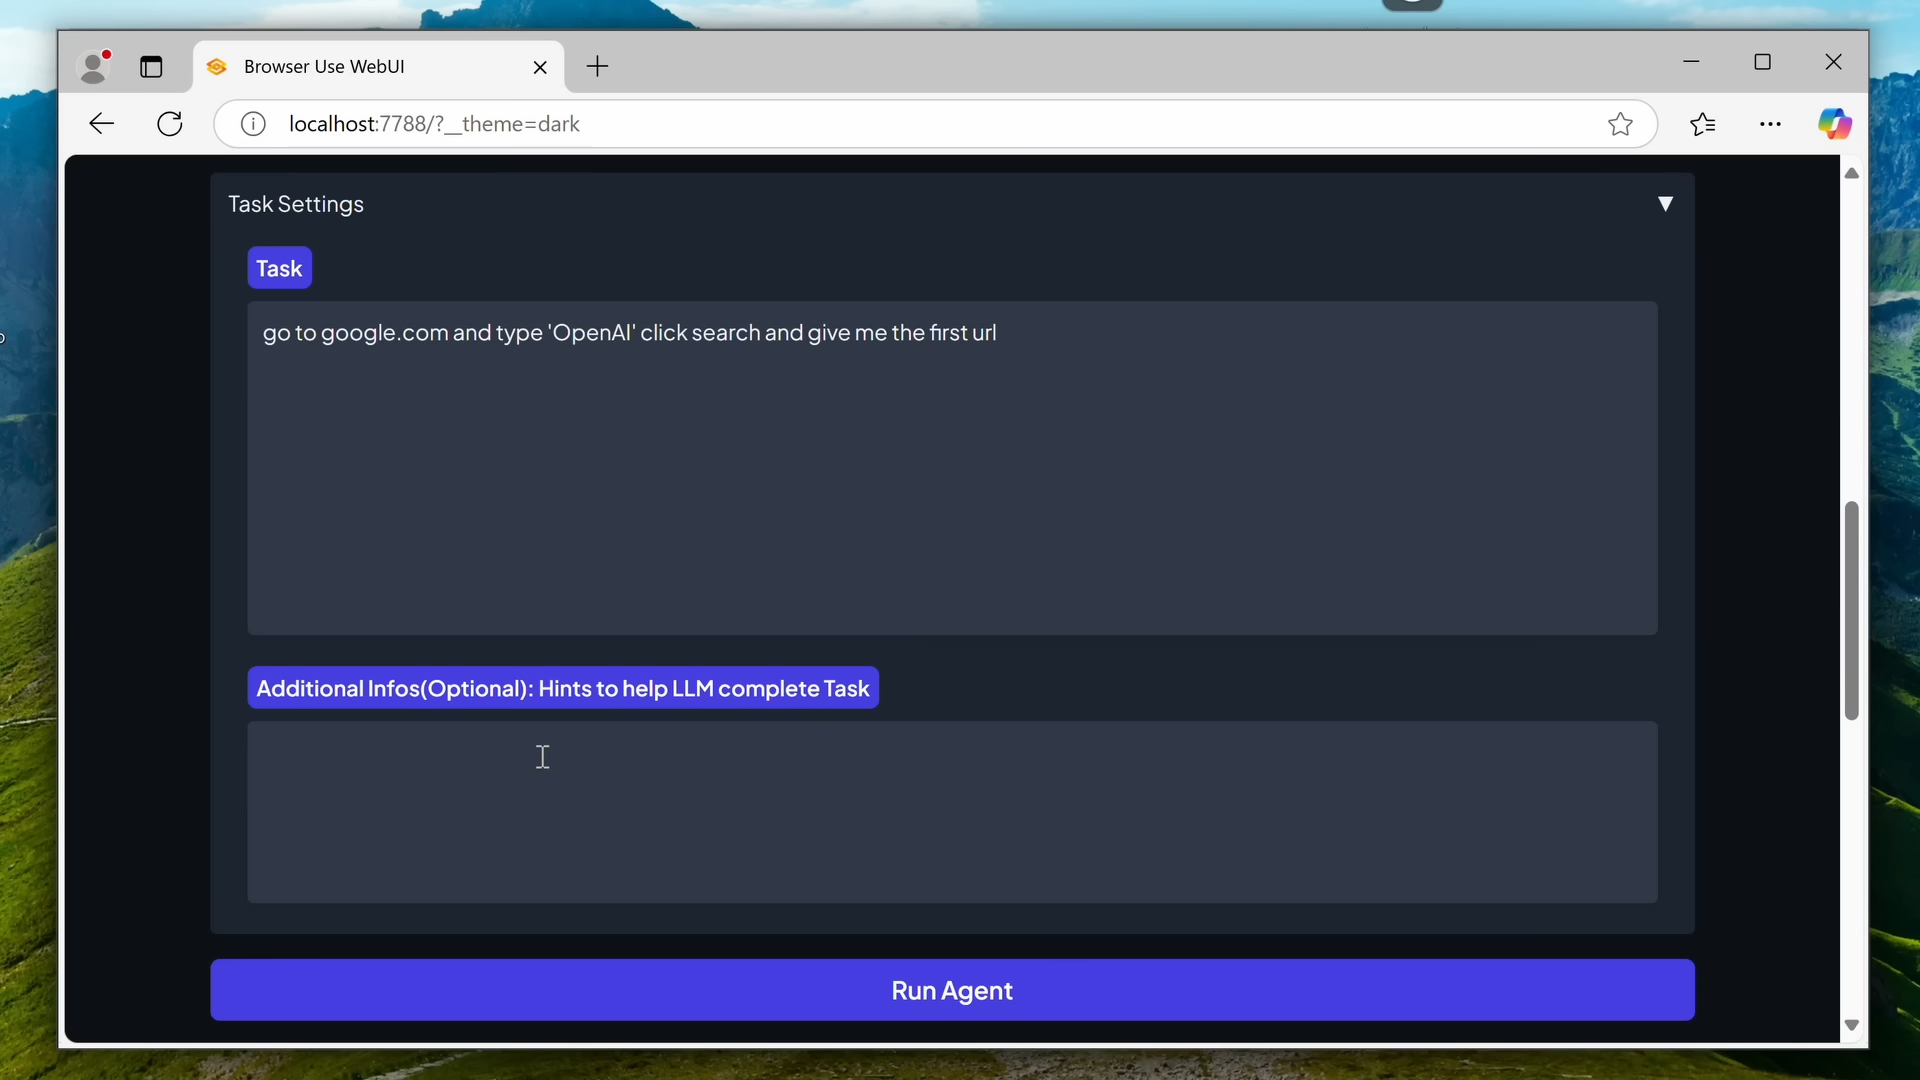 Browser Use WebUI
localhost:7788/?__theme=dark
Task Settings
Task
go to google.com and type 'OpenAI' click search and give me the first url
Additional Infos(Optional): Hints to help LLM complete Task
Run Agent